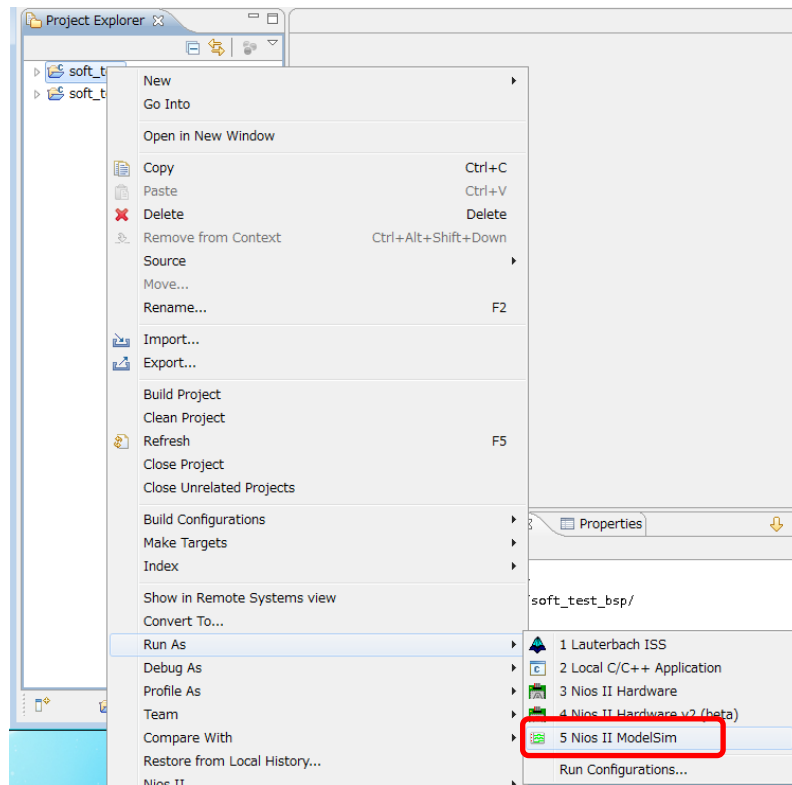 Project Explorer
soft_t
soft_t
New
Go Into
Open in New Window
Copy Ctrl+C
Paste Ctrl+V
Delete Delete
Remove from Context Ctrl+Alt+Shift+Down
Source
Move...
Rename... F2
Import...
Export...
Build Project
Clean Project
Refresh F5
Close Project
Close Unrelated Projects
Build Configurations
Properties
Make Targets
Index
Show in Remote Systems view
soft_test_bsp/
Convert To...
Run As
1 Lauterbach ISS
Debug As
2 Local C/C++ Application
Profile As
3 Nios II Hardware
Team
4 Nios II Hardware v2 (beta)
Compare With
5 Nios II ModelSim
Restore from Local History...
Run Configurations...
Nios II